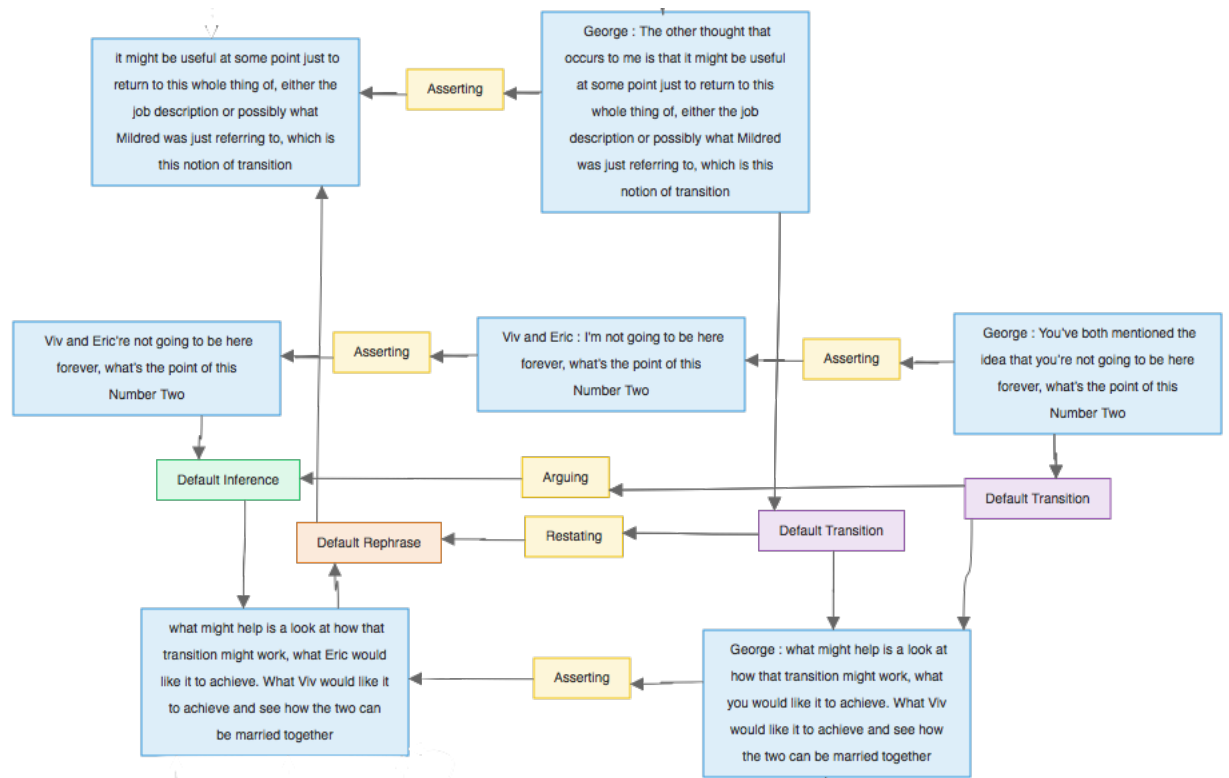 it might be useful at some point just to
return to this whole thing of, either the
job description or possibly what
Mildred was just referring to, which is
this notion of transition
Asserting
George : The other thought that
occurs to me is that it might be useful
at some point just to return to this
whole thing of, either the job
description or possibly what Mildred
was just referring to, which is this
notion of transition
Viv and Eric're not going to be here
forever, what's the point of this
Number Two
Asserting
Viv and Eric : I'm not going to be here
forever, what's the point of this
Number Two
Asserting
George : You've both mentioned the
idea that you're not going to be here
forever, what's the point of this
Number Two
Default Inference
Arguing
Default Transition
Default Rephrase
Restating
Default Transition
what might help is a look at how that
transition might work, what Eric would
like it to achieve. What Viv would like it
to achieve and see how the two can
be married together
Asserting
George : what might help is a look at
how that transition might work, what
you would like it to achieve. What Viv
would like it to achieve and see how
the two can be married together